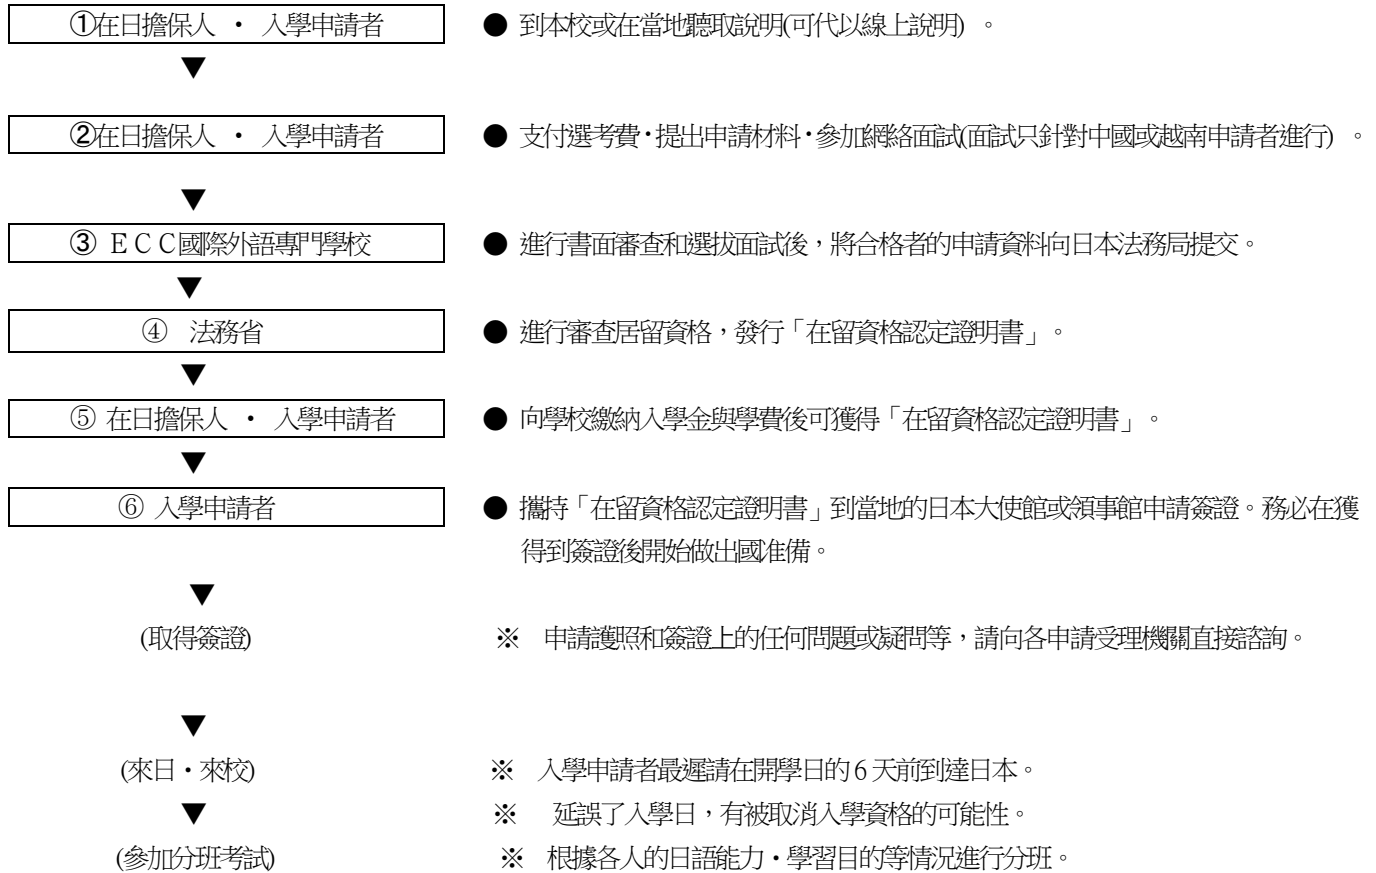 ①在日擔保人 ・ 入學申請者 ● 到本校或在當地聽取說明(可代以線上說明) 。
▼
②在日擔保人 ・ 入學申請者 ● 支付選考費・提出申請材料・參加網絡面試(面試只針對中國或越南申請者進行) 。
▼
③ ＥＣＣ國際外語專門學校 ● 進行書面審查和選拔面試後，將合格者的申請資料向日本法務局提交。
▼
④ 法務省 ● 進行審查居留資格，發行「在留資格認定證明書」。
▼
⑤ 在日擔保人 ・ 入學申請者 ● 向學校繳納入學金與學費後可獲得「在留資格認定證明書」。
▼
⑥ 入學申請者 ● 攜持「在留資格認定證明書」到當地的日本大使館或領事館申請簽證。務必在獲
得到簽證後開始做出國准備。
▼
(取得簽證) ※ 申請護照和簽證上的任何問題或疑問等，請向各申請受理機關直接諮詢。
▼
(來日・來校) ※ 入學申請者最遲請在開學日的６天前到達日本。
▼ ※ 延誤了入學日，有被取消入學資格的可能性。
(參加分班考試) ※ 根據各人的日語能力・學習目的等情況進行分班。